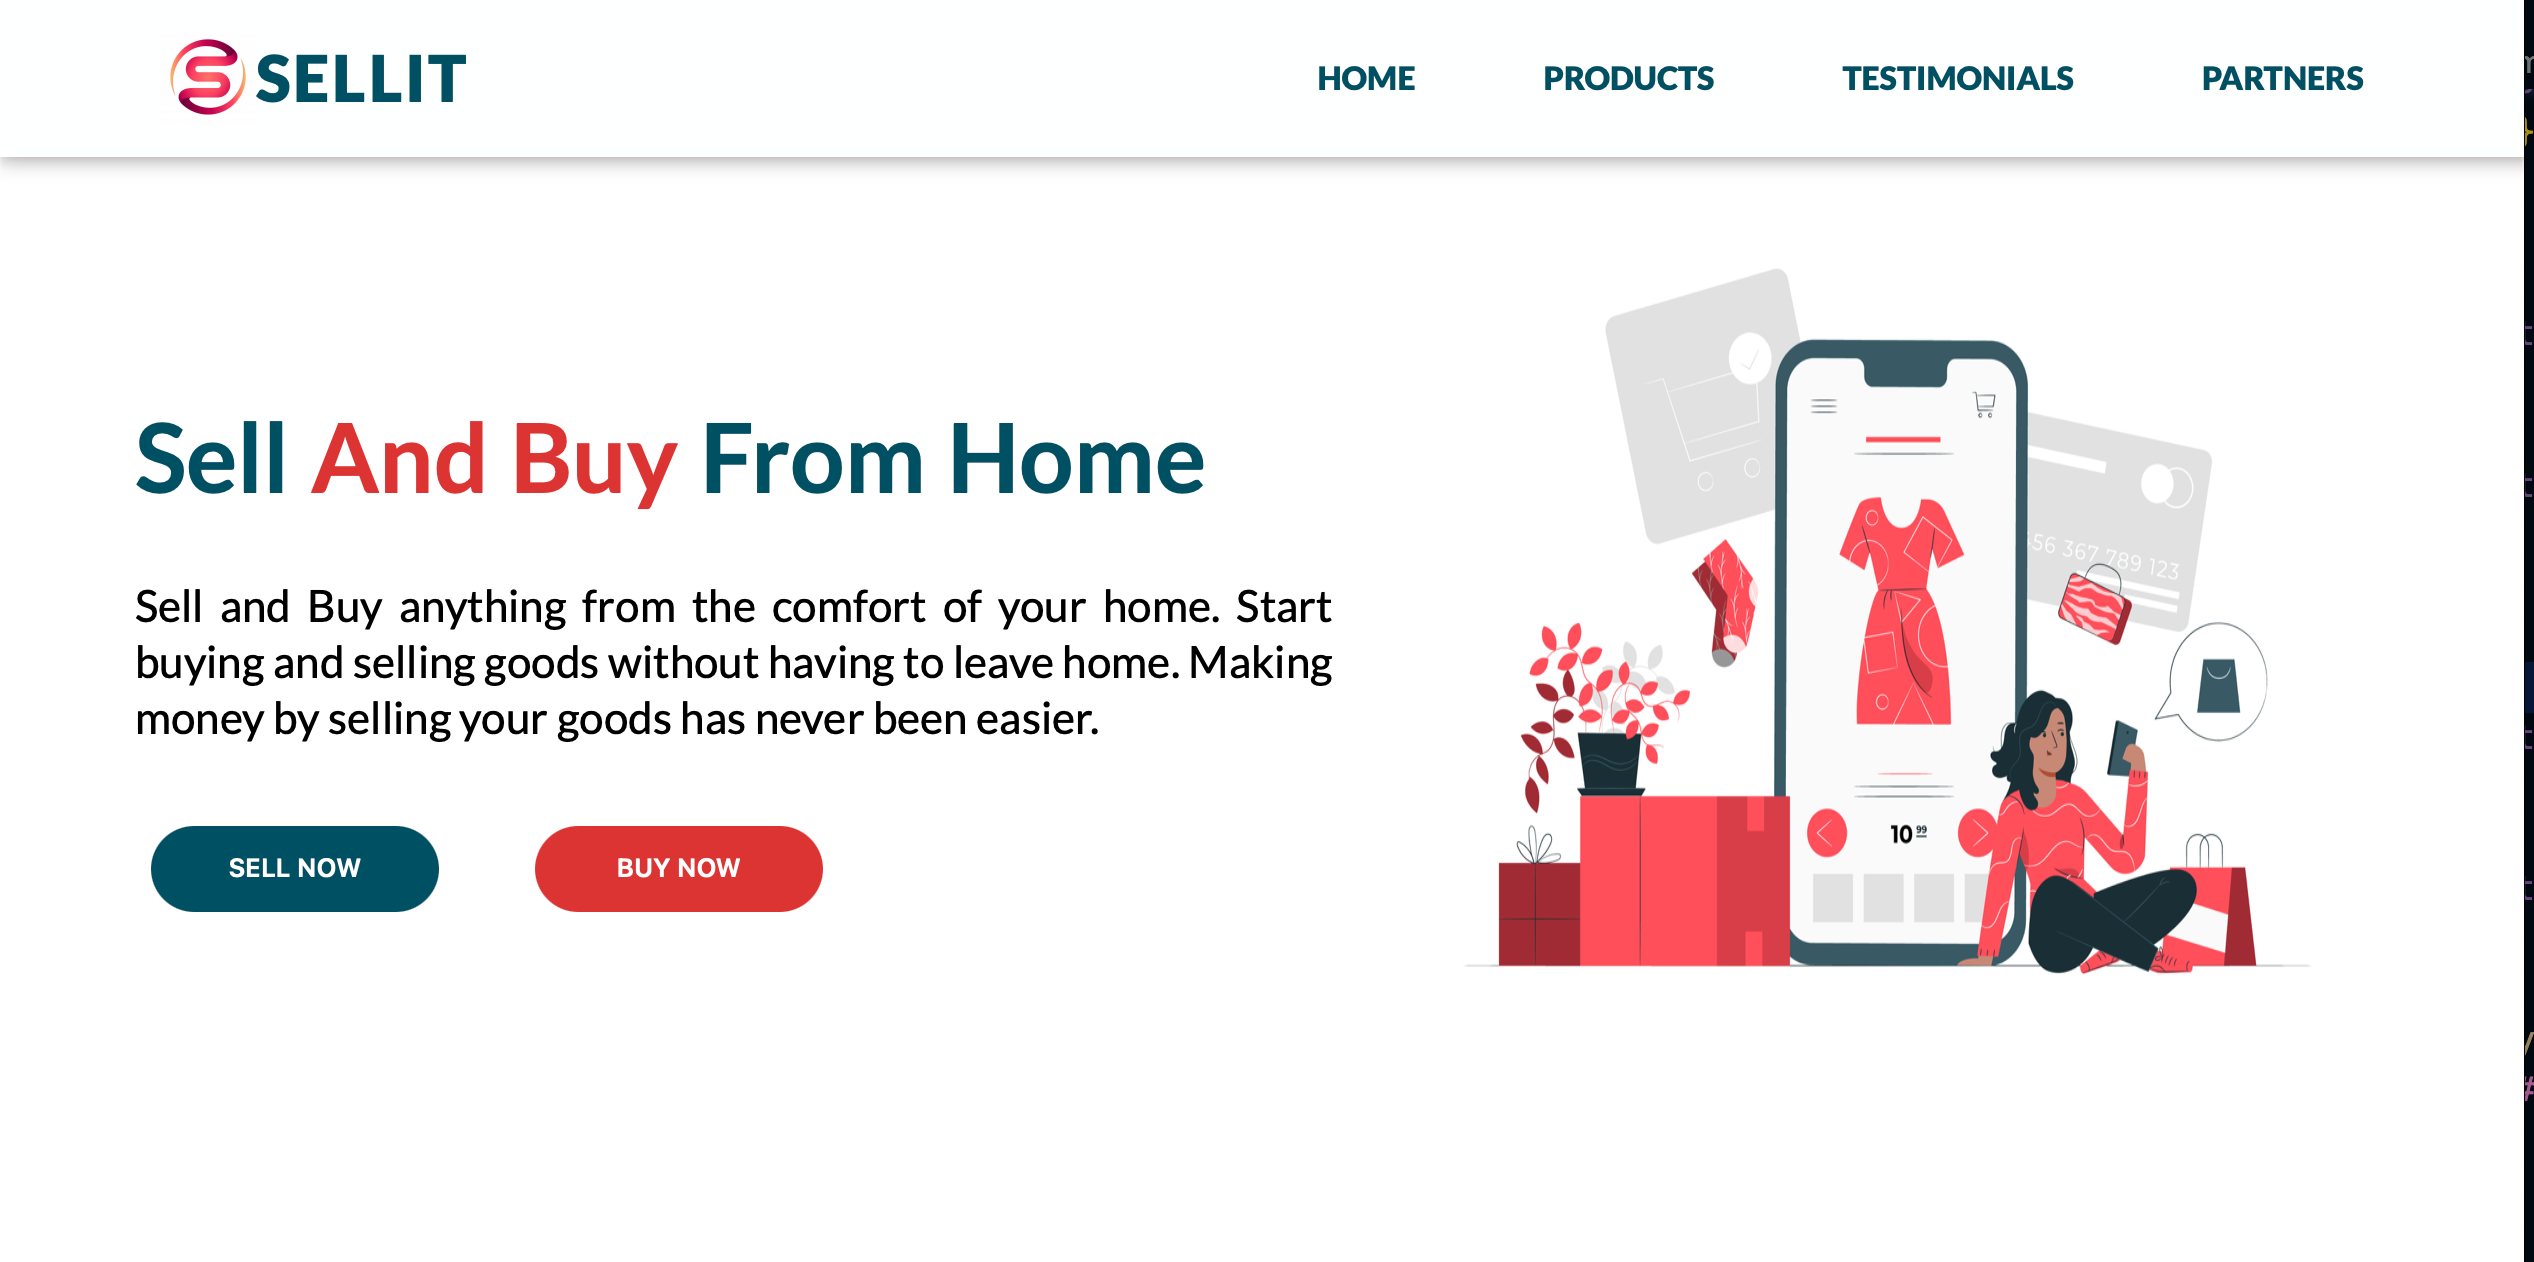 SELLIT
HOME PRODUCTS TESTIMONIALS PARTNERS
Sell And Buy From Home
Sell and Buy anything from the comfort of your home. Start
buying and selling goods without having to leave home. Making
money by selling your goods has never been easier.
SELL NOW BUY NOW
56 367 789 123
10 99